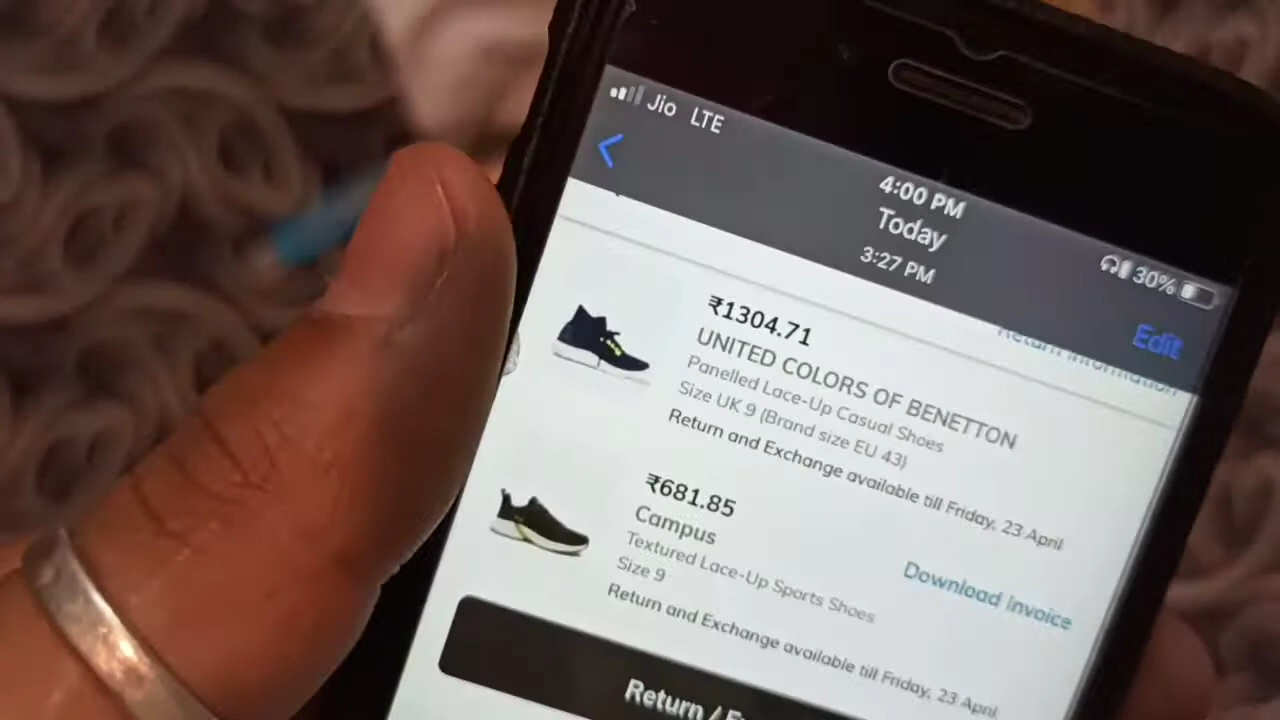 Jio LTE
4:00 PM
30%
Today
3:27 PM
Edit
Return Information
₹1304.71
UNITED COLORS OF BENETTON
Panelled Lace-Up Casual Shoes
Size UK 9 (Brand size EU 43)
Return and Exchange available till Friday, 23 April
₹681.85
Campus
Textured Lace-Up Sports Shoes
Size 9
Download Invoice
Return and Exchange available till Friday, 23 April
Return /